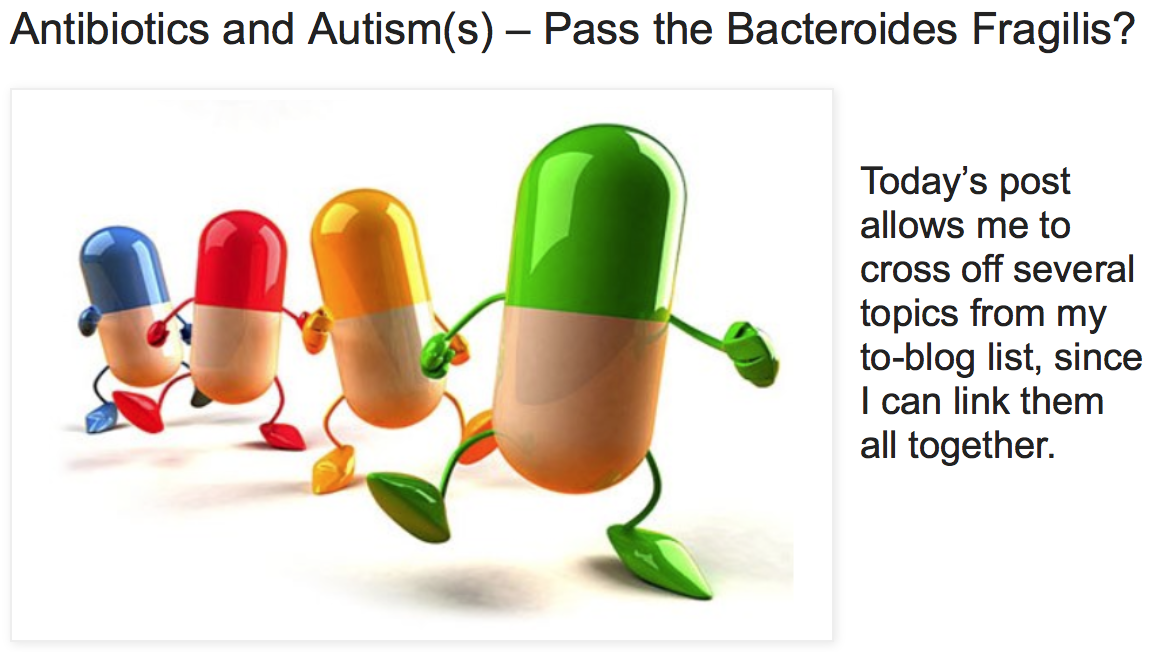 Antibiotics and Autism(s) – Pass the Bacteroides Fragilis?
Today’s post
allows me to
cross off several
topics from my
to-blog list, since
I can link them
all together.